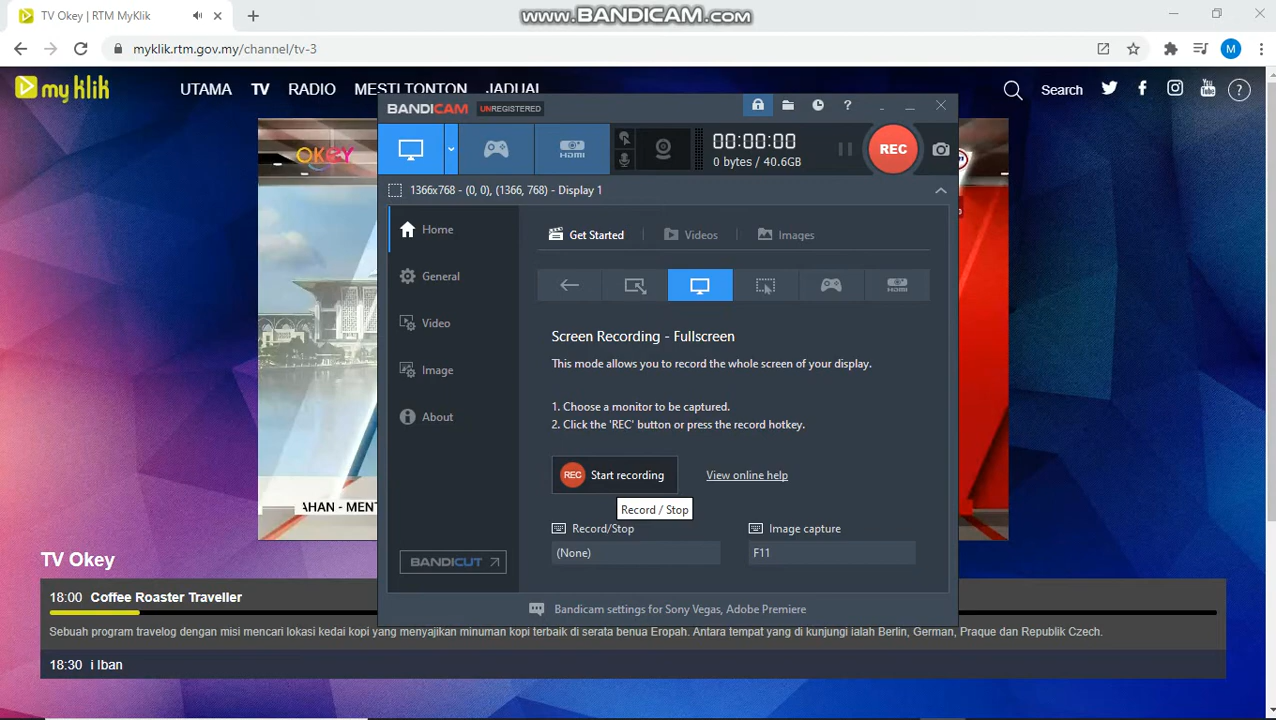 TV Okey | RTM MyKlik
www.BANDICAM.com
myklik.rtm.gov.my/channel/tv-3
M
my klik
UTAMA TV RADIO MESTI TONTON JADUAL
Search
You Tube
?
BANDICAM UNREGISTERED
?
HDMI
00:00:00
0 bytes / 40.6GB
REC
1366x768 - (0, 0), (1366, 768) - Display 1
OKEY
Home
General
Video
Image
About
BANDICUT
Get Started
Videos
Images
HDMI
Screen Recording - Fullscreen
This mode allows you to record the whole screen of your display.
1. Choose a monitor to be captured.
2. Click the 'REC' button or press the record hotkey.
REC Start recording
View online help
Record / Stop
Record/Stop
Image capture
(None)
F11
Bandicam settings for Sony Vegas, Adobe Premiere
AHAN - MENT
TV Okey
18:00 Coffee Roaster Traveller
Sebuah program travelog dengan misi mencari lokasi kedai kopi yang menyajikan minuman kopi terbaik di serata benua Eropah. Antara tempat yang di kunjungi ialah Berlin, German, Praque dan Republik Czech.
18:30 i Iban